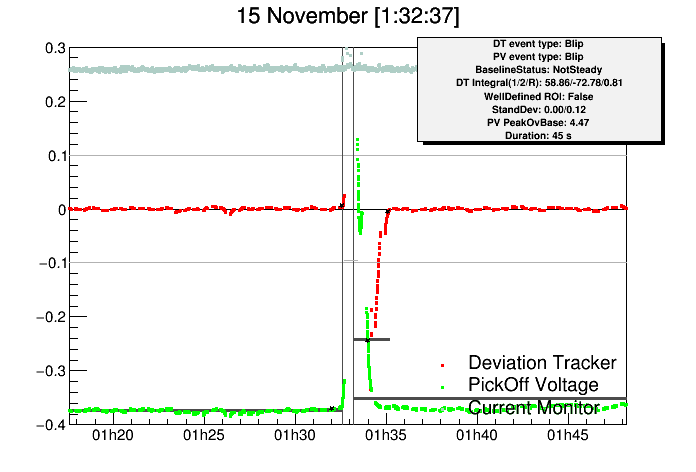 15 November [1:32:37]
DT event type: Blip
PV event type: Blip
BaselineStatus: NotSteady
DT Integral(1/2/R): 58.86/-72.78/0.81
WellDefined ROI: False
StandDev: 0.00/0.12
PV PeakOvBase: 4.47
Duration: 45 s
0.3
0.2
0.1
0
−0.1
−0.2
−0.3
−0.4
Deviation Tracker
PickOff Voltage
Current Monitor
01h20 01h25 01h30 01h35 01h40 01h45